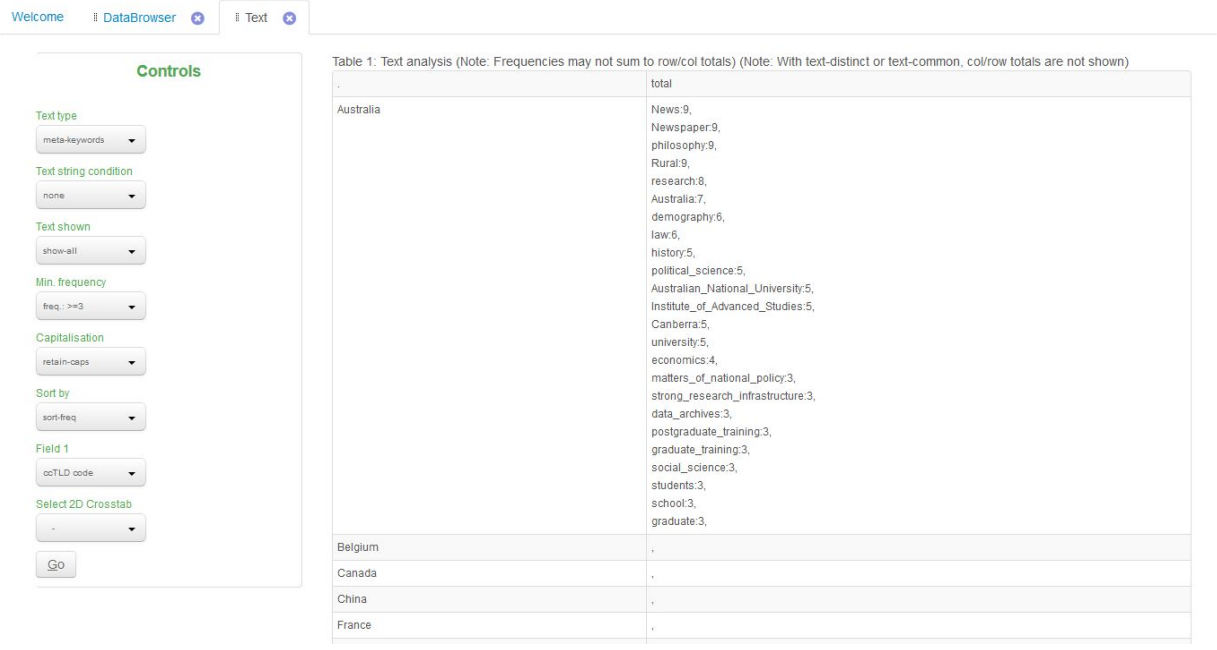 Welcome
DataBrowser
Text
Controls
Text type
meta-keywords
Text string condition
none
Text shown
show-all
Min. frequency
freq.: >=3
Capitalisation
retain-caps
Sort by
sort-freq
Field 1
ccTLD code
Select 2D Crosstab
-
Go
Table 1: Text analysis (Note: Frequencies may not sum to row/col totals) (Note: With text-distinct or text-common, col/row totals are not shown)
. total
Australia News:9,
Newspaper:9,
philosophy:9,
Rural:9,
research:8,
Australia:7,
demography:6,
law:6,
history:5,
political_science:5,
Australian_National_University:5,
Institute_of_Advanced_Studies:5,
Canberra:5,
university:5,
economics:4,
matters_of_national_policy:3,
strong_research_infrastructure:3,
data_archives:3,
postgraduate_training:3,
graduate_training:3,
social_science:3,
students:3,
school:3,
graduate:3,
Belgium ,
Canada ,
China ,
France ,